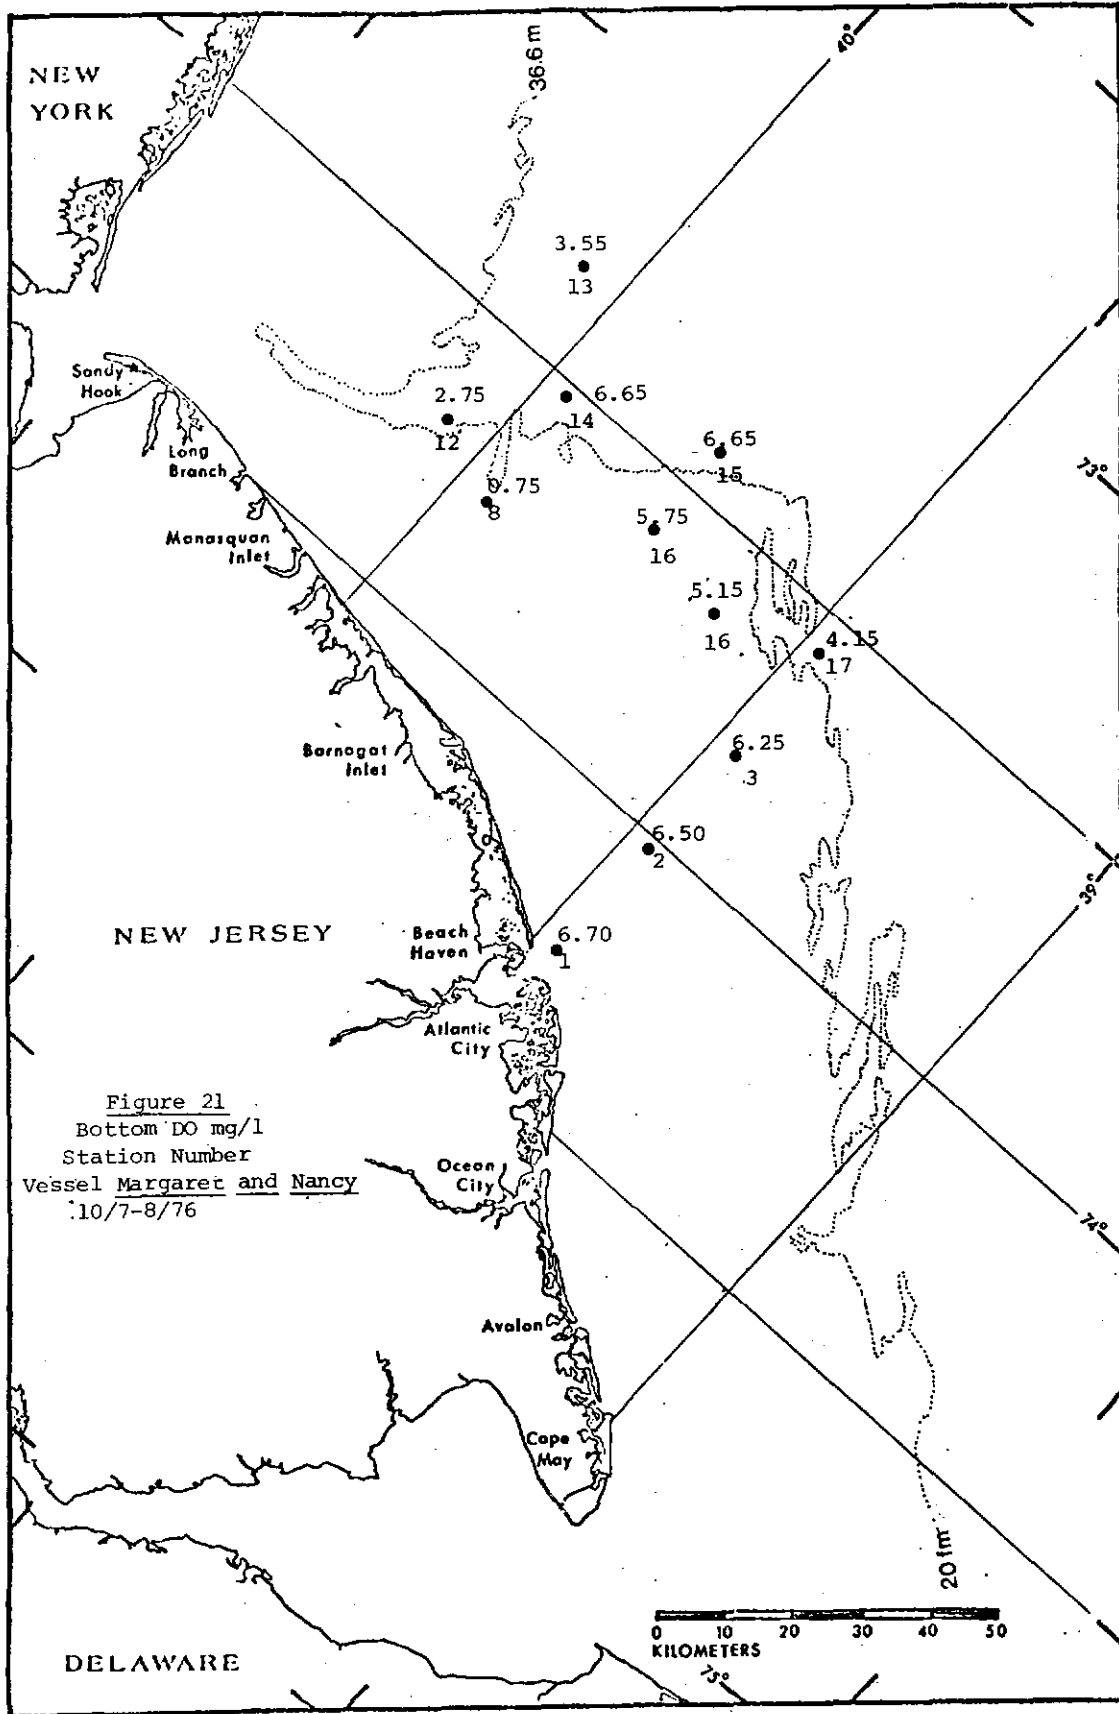 NEW
YORK
36.6 m
40°
3.55
13
Sandy
Hook
2.75
12
6.65
14
6.65
15
Long
Branch
0.75
8
73°
5.75
16
Manasquan
Inlet
5.15
16
4.15
17
Barnegat
Inlet
6.25
3
6.50
2
39°
NEW JERSEY
Beach
Haven
6.70
1
Atlantic
City
Figure 21
Bottom DO mg/l
Station Number
Vessel Margaret and Nancy
10/7-8/76
Ocean
City
74°
Avalon
Cape
May
20 fm
0 10 20 30 40 50
KILOMETERS
DELAWARE
75°